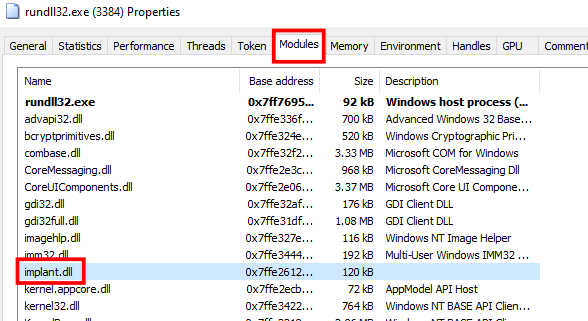 rundll32.exe (3384) Properties
General Statistics Performance Threads Token Modules Memory Environment Handles GPU Comment
Name Base address Size Description
rundll32.exe 0x7ff7695... 92 kB Windows host process (...
advapi32.dll 0x7ffe336f... 700 kB Advanced Windows 32 Base...
bcryptprimitives.dll 0x7ffe324e... 520 kB Windows Cryptographic Pri...
combase.dll 0x7ffe32f2... 3.33 MB Microsoft COM for Windows
CoreMessaging.dll 0x7ffe2e3c... 968 kB Microsoft CoreMessaging Dll
CoreUIComponents.dll 0x7ffe2e06... 3.37 MB Microsoft Core UI Compone...
gdi32.dll 0x7ffe34df... 176 kB GDI Client DLL
gdi32full.dll 0x7ffe31df... 1.08 MB GDI Client DLL
imagehlp.dll 0x7ffe327e... 116 kB Windows NT Image Helper
imm32.dll 0x7ffe3444... 192 kB Multi-User Windows IMM32 ...
implant.dll 0x7ffe2612... 120 kB
kernel.appcore.dll 0x7ffe2ecb... 72 kB AppModel API Host
kernel32.dll 0x7ffe3422... 764 kB Windows NT BASE API Clien...